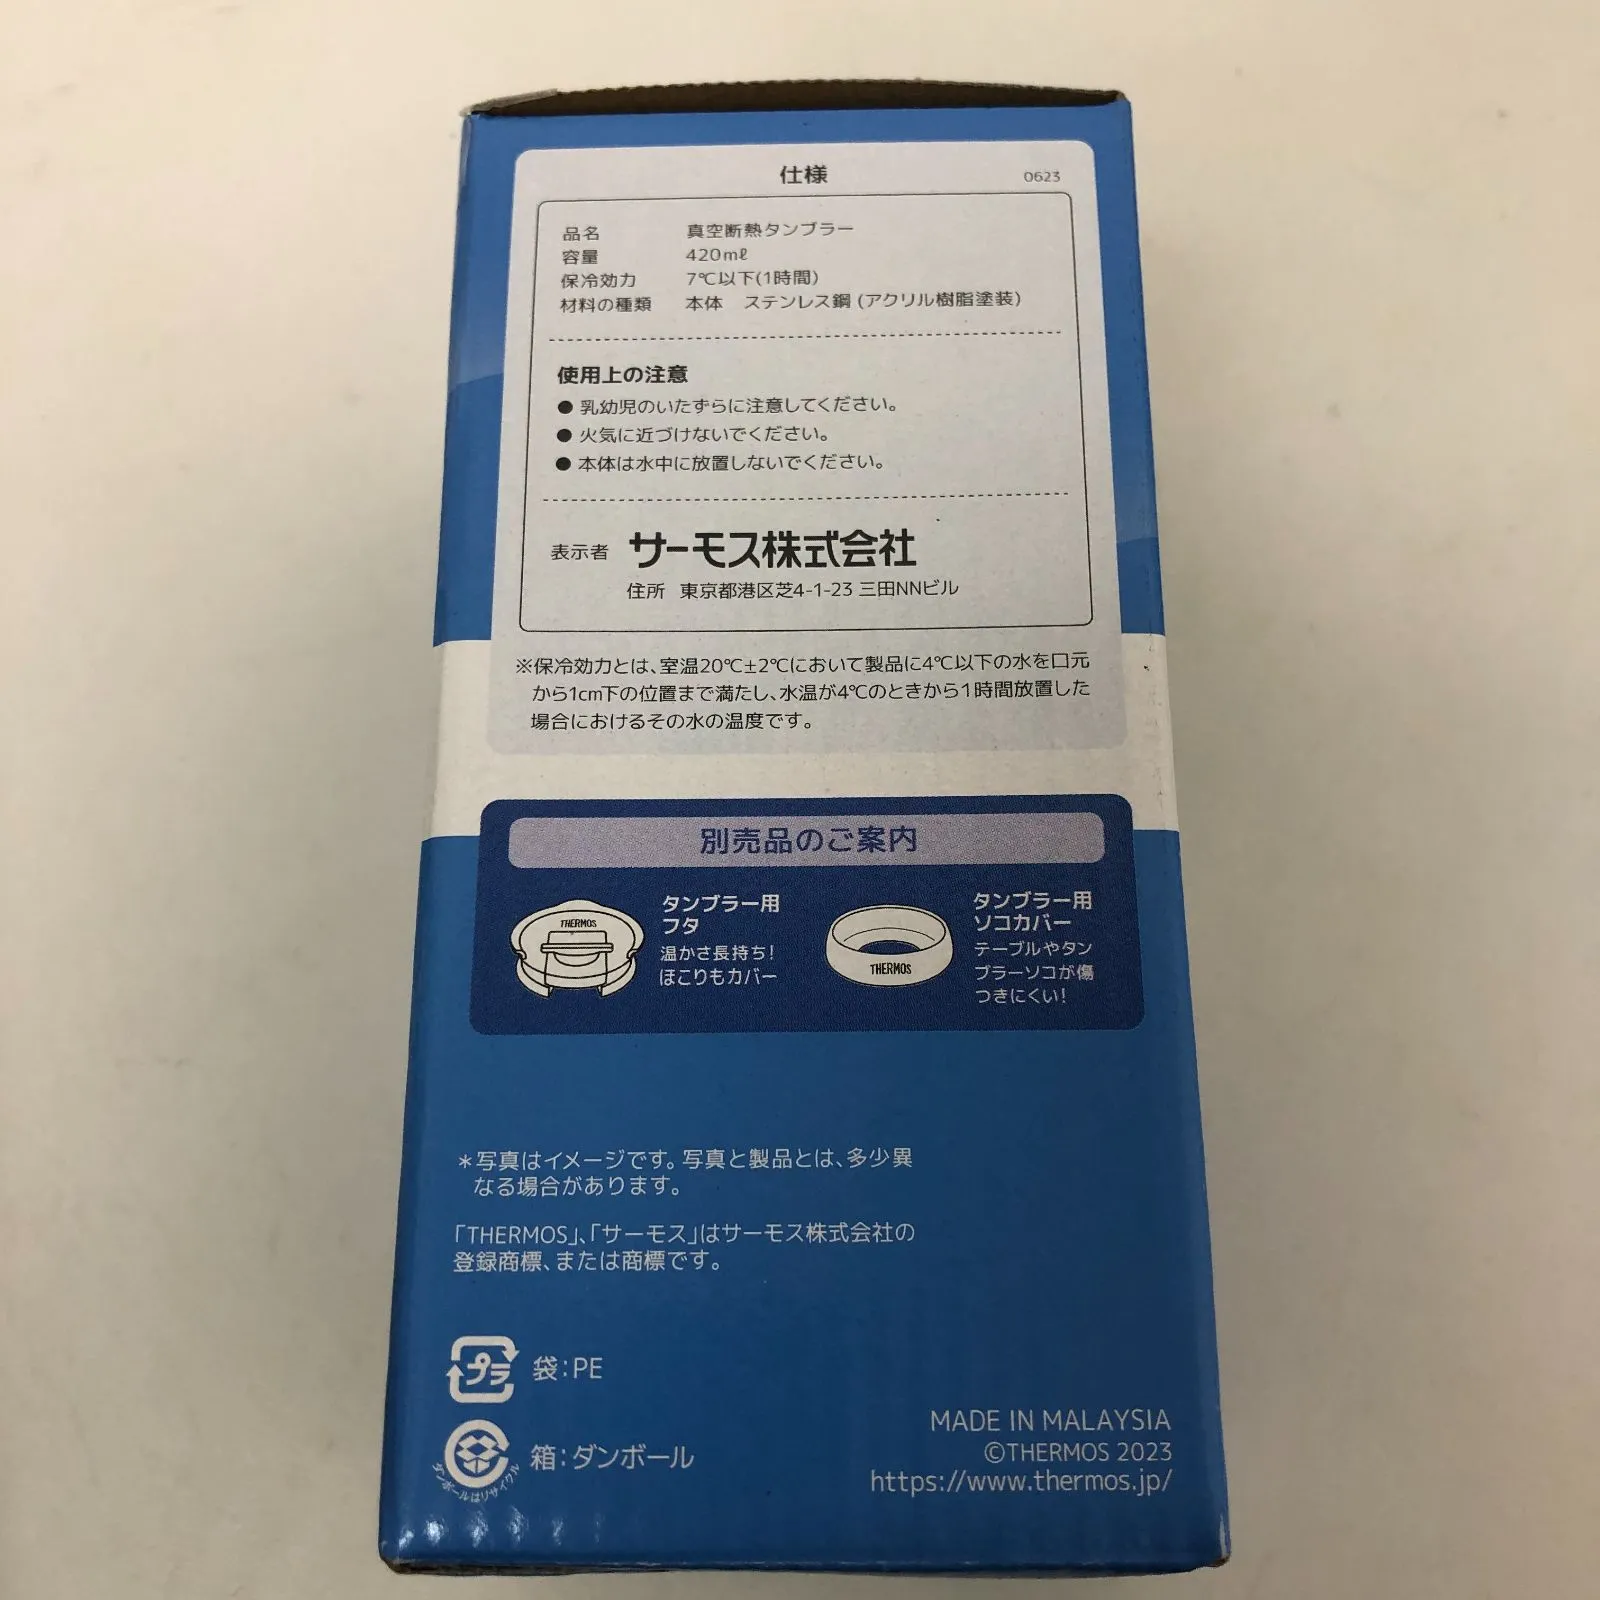 仕様 0623
品名 真空断熱タンブラー
容量 420mℓ
保冷効力 7℃以下(1時間)
材料の種類 本体 ステンレス鋼(アクリル樹脂塗装)
使用上の注意
● 乳幼児のいたずらに注意してください。
● 火気に近づけないでください。
● 本体は水中に放置しないでください。
表示者 サーモス株式会社
住所 東京都港区芝4-1-23 三田NNビル
※保冷効力とは、室温20℃±2℃において製品に4℃以下の水を口元
から1cm下の位置まで満たし、水温が4℃のときから1時間放置した
場合におけるその水の温度です。
別売品のご案内
THERMOS
タンブラー用
フタ
温かさ長持ち!
ほこりもカバー
THERMOS
タンブラー用
ソコカバー
テーブルやタン
ブラーソコが傷
つきにくい!
*写真はイメージです。写真と製品とは、多少異
なる場合があります。
「THERMOS」、「サーモス」はサーモス株式会社の
登録商標、または商標です。
プラ 袋:PE
ダンボールはリサイクル 箱:ダンボール
MADE IN MALAYSIA
©THERMOS 2023
https://www.thermos.jp/